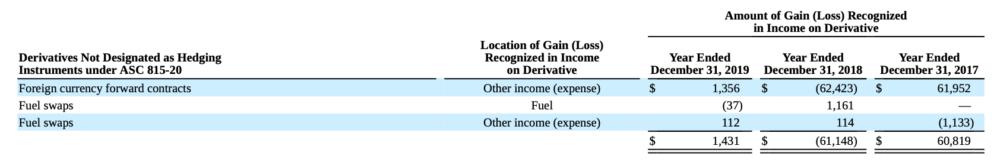 Amount of Gain (Loss) Recognized
in Income on Derivative
Location of Gain (Loss)
Derivatives Not Designated as Hedging Recognized in Income Year Ended Year Ended Year Ended
Instruments under ASC 815-20 on Derivative December 31, 2019 December 31, 2018 December 31, 2017
Foreign currency forward contracts Other income (expense) $ 1,356 $ (62,423) $ 61,952
Fuel swaps Fuel (37) 1,161 —
Fuel swaps Other income (expense) 112 114 (1,133)
$ 1,431 $ (61,148) $ 60,819